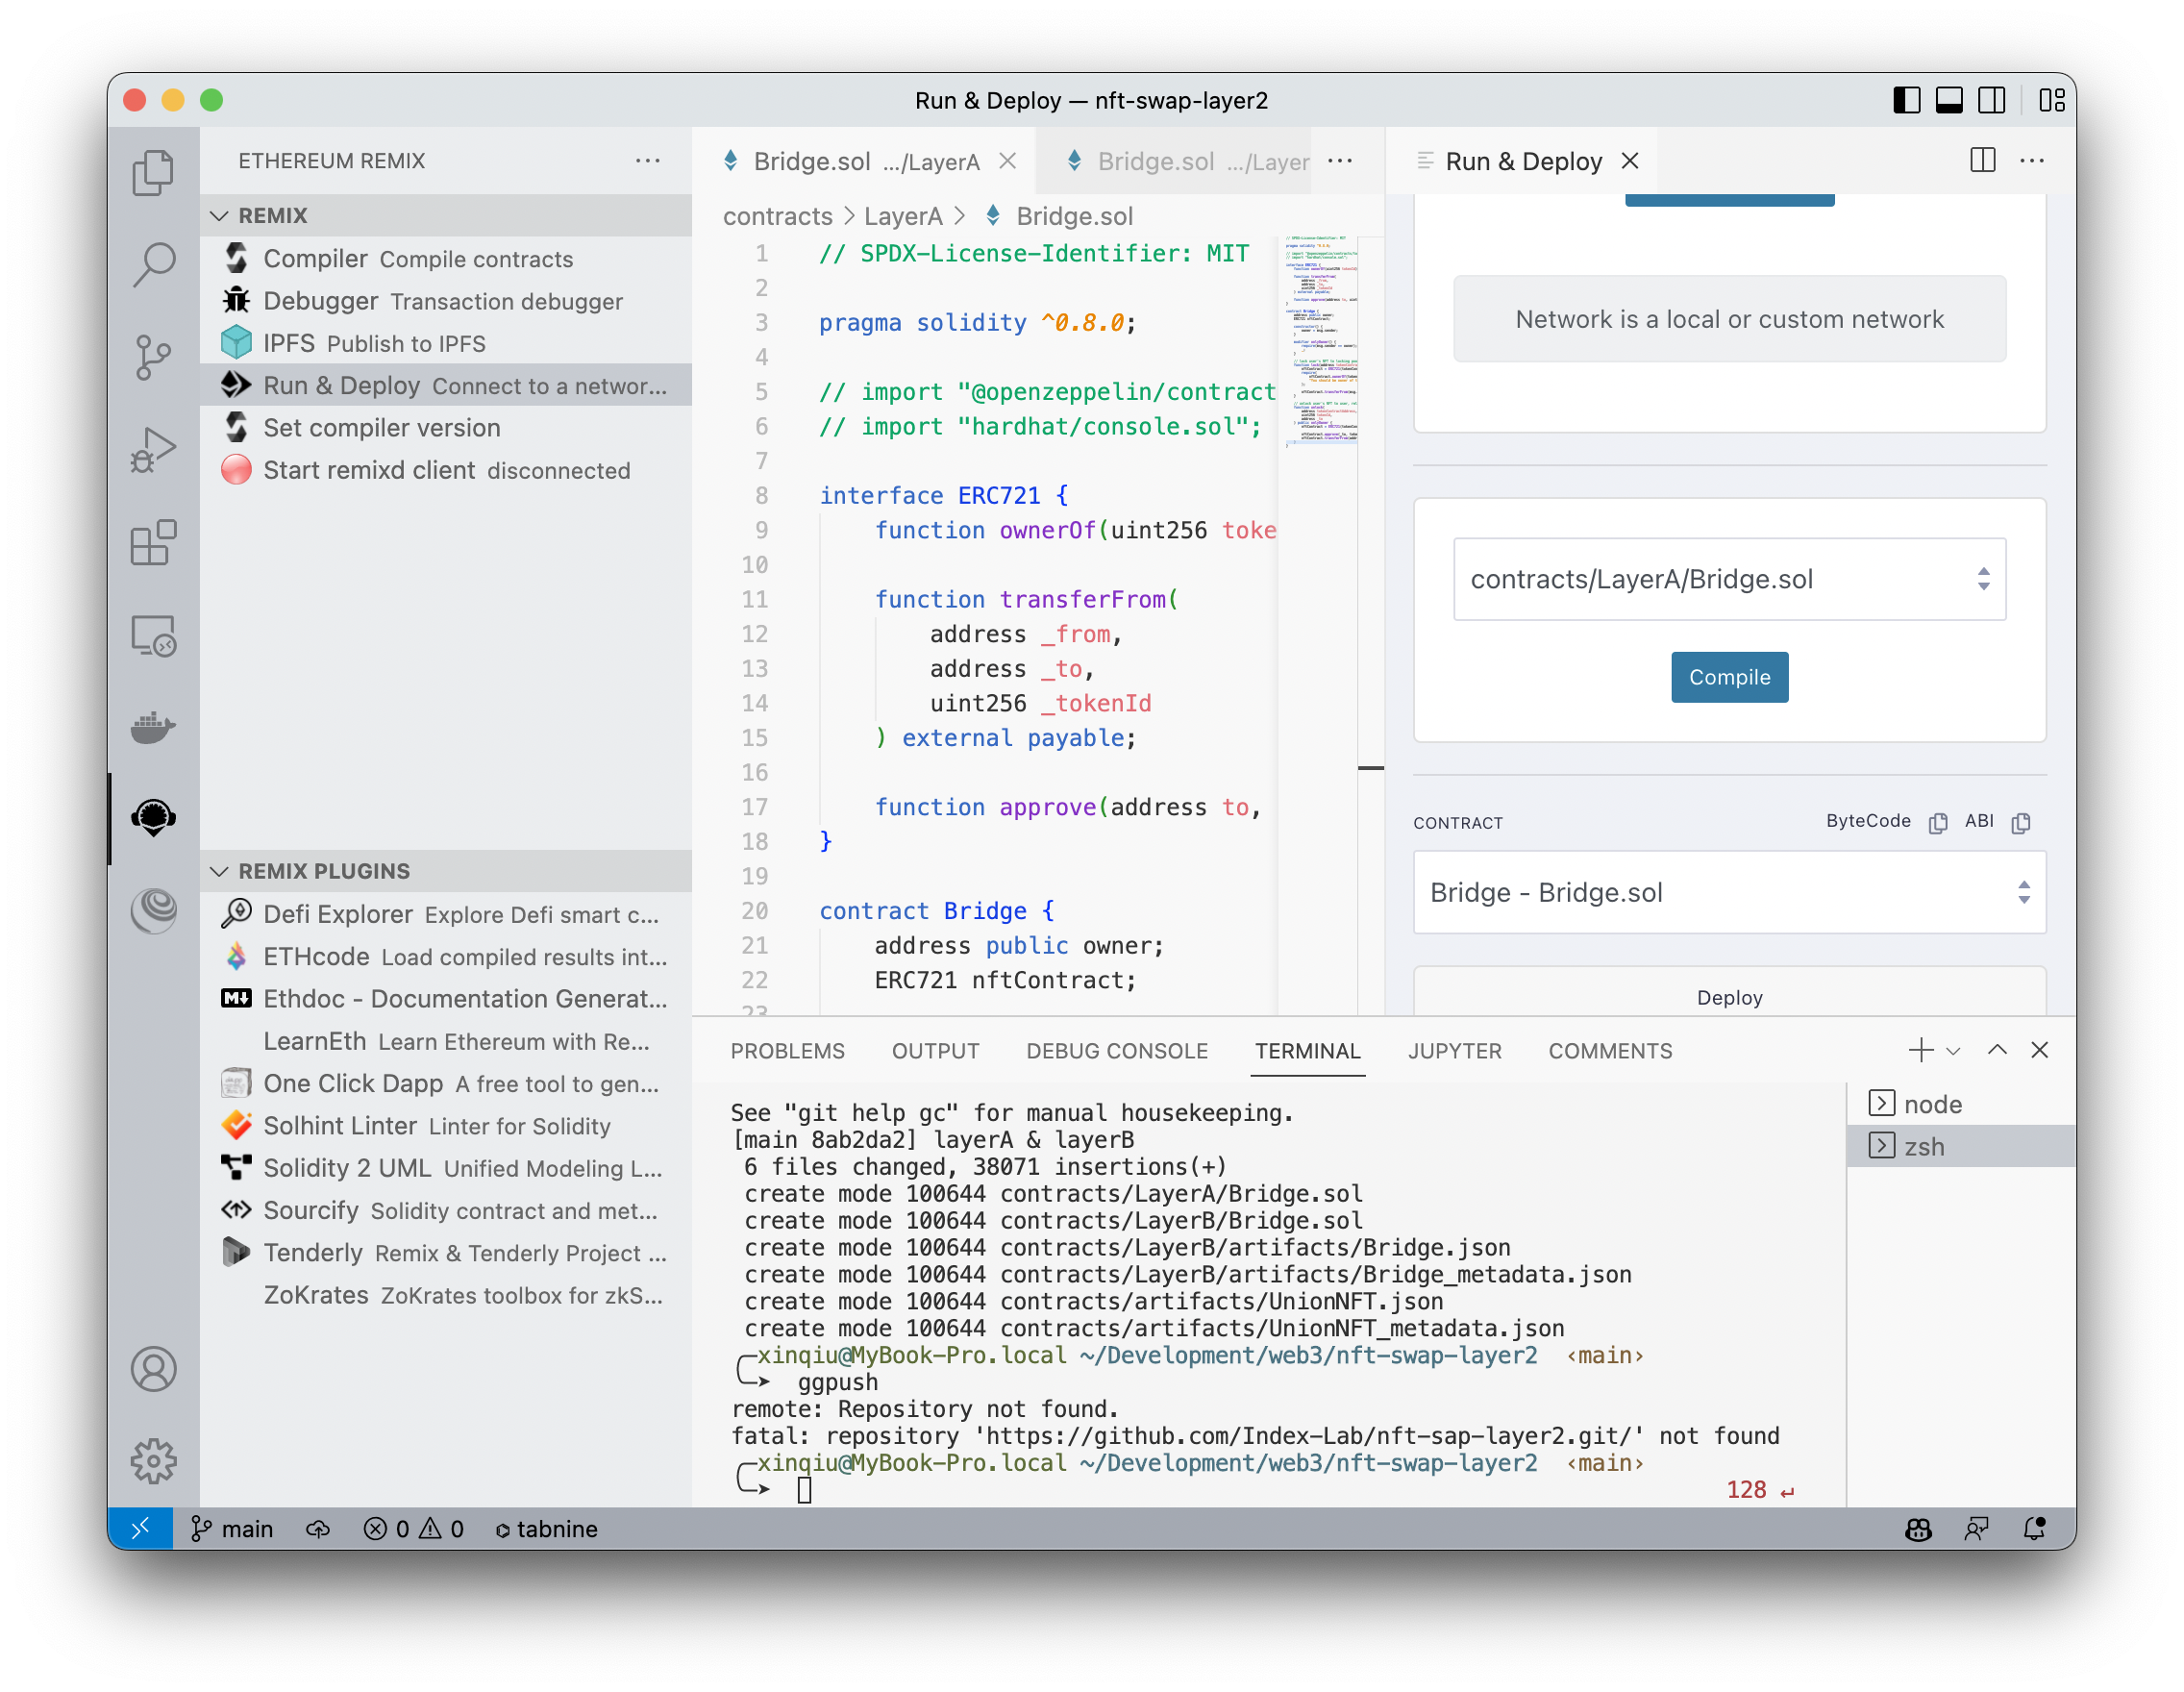 Run & Deploy — nft-swap-layer2
ETHEREUM REMIX
REMIX
Compiler Compile contracts
Debugger Transaction debugger
IPFS Publish to IPFS
Run & Deploy Connect to a networ...
Set compiler version
Start remixd client disconnected
REMIX PLUGINS
Defi Explorer Explore Defi smart c...
ETHcode Load compiled results int...
Ethdoc - Documentation Generat...
LearnEth Learn Ethereum with Re...
One Click Dapp A free tool to gen...
Solhint Linter Linter for Solidity
Solidity 2 UML Unified Modeling L...
Sourcify Solidity contract and met...
Tenderly Remix & Tenderly Project ...
ZoKrates ZoKrates toolbox for zkS...
Bridge.sol .../LayerA
Bridge.sol .../Layer
contracts > LayerA > Bridge.sol
1 // SPDX-License-Identifier: MIT
2
3 pragma solidity ^0.8.0;
4
5 // import "@openzeppelin/contract
6 // import "hardhat/console.sol";
7
8 interface ERC721 {
9 function ownerOf(uint256 toke
10
11 function transferFrom(
12 address _from,
13 address _to,
14 uint256 _tokenId
15 ) external payable;
16
17 function approve(address to,
18 }
19
20 contract Bridge {
21 address public owner;
22 ERC721 nftContract;
23
Run & Deploy
Network is a local or custom network
contracts/LayerA/Bridge.sol
Compile
CONTRACT ByteCode ABI
Bridge - Bridge.sol
Deploy
PROBLEMS OUTPUT DEBUG CONSOLE TERMINAL JUPYTER COMMENTS
See "git help gc" for manual housekeeping.
[main 8ab2da2] layerA & layerB
6 files changed, 38071 insertions(+)
create mode 100644 contracts/LayerA/Bridge.sol
create mode 100644 contracts/LayerB/Bridge.sol
create mode 100644 contracts/LayerB/artifacts/Bridge.json
create mode 100644 contracts/LayerB/artifacts/Bridge_metadata.json
create mode 100644 contracts/artifacts/UnionNFT.json
create mode 100644 contracts/artifacts/UnionNFT_metadata.json
xinqiu@MyBook-Pro.local ~/Development/web3/nft-swap-layer2 ‹main›
ggpush
remote: Repository not found.
fatal: repository 'https://github.com/Index-Lab/nft-sap-layer2.git/' not found
xinqiu@MyBook-Pro.local ~/Development/web3/nft-swap-layer2 ‹main›
128 ↵
node
zsh
main 0 0 tabnine